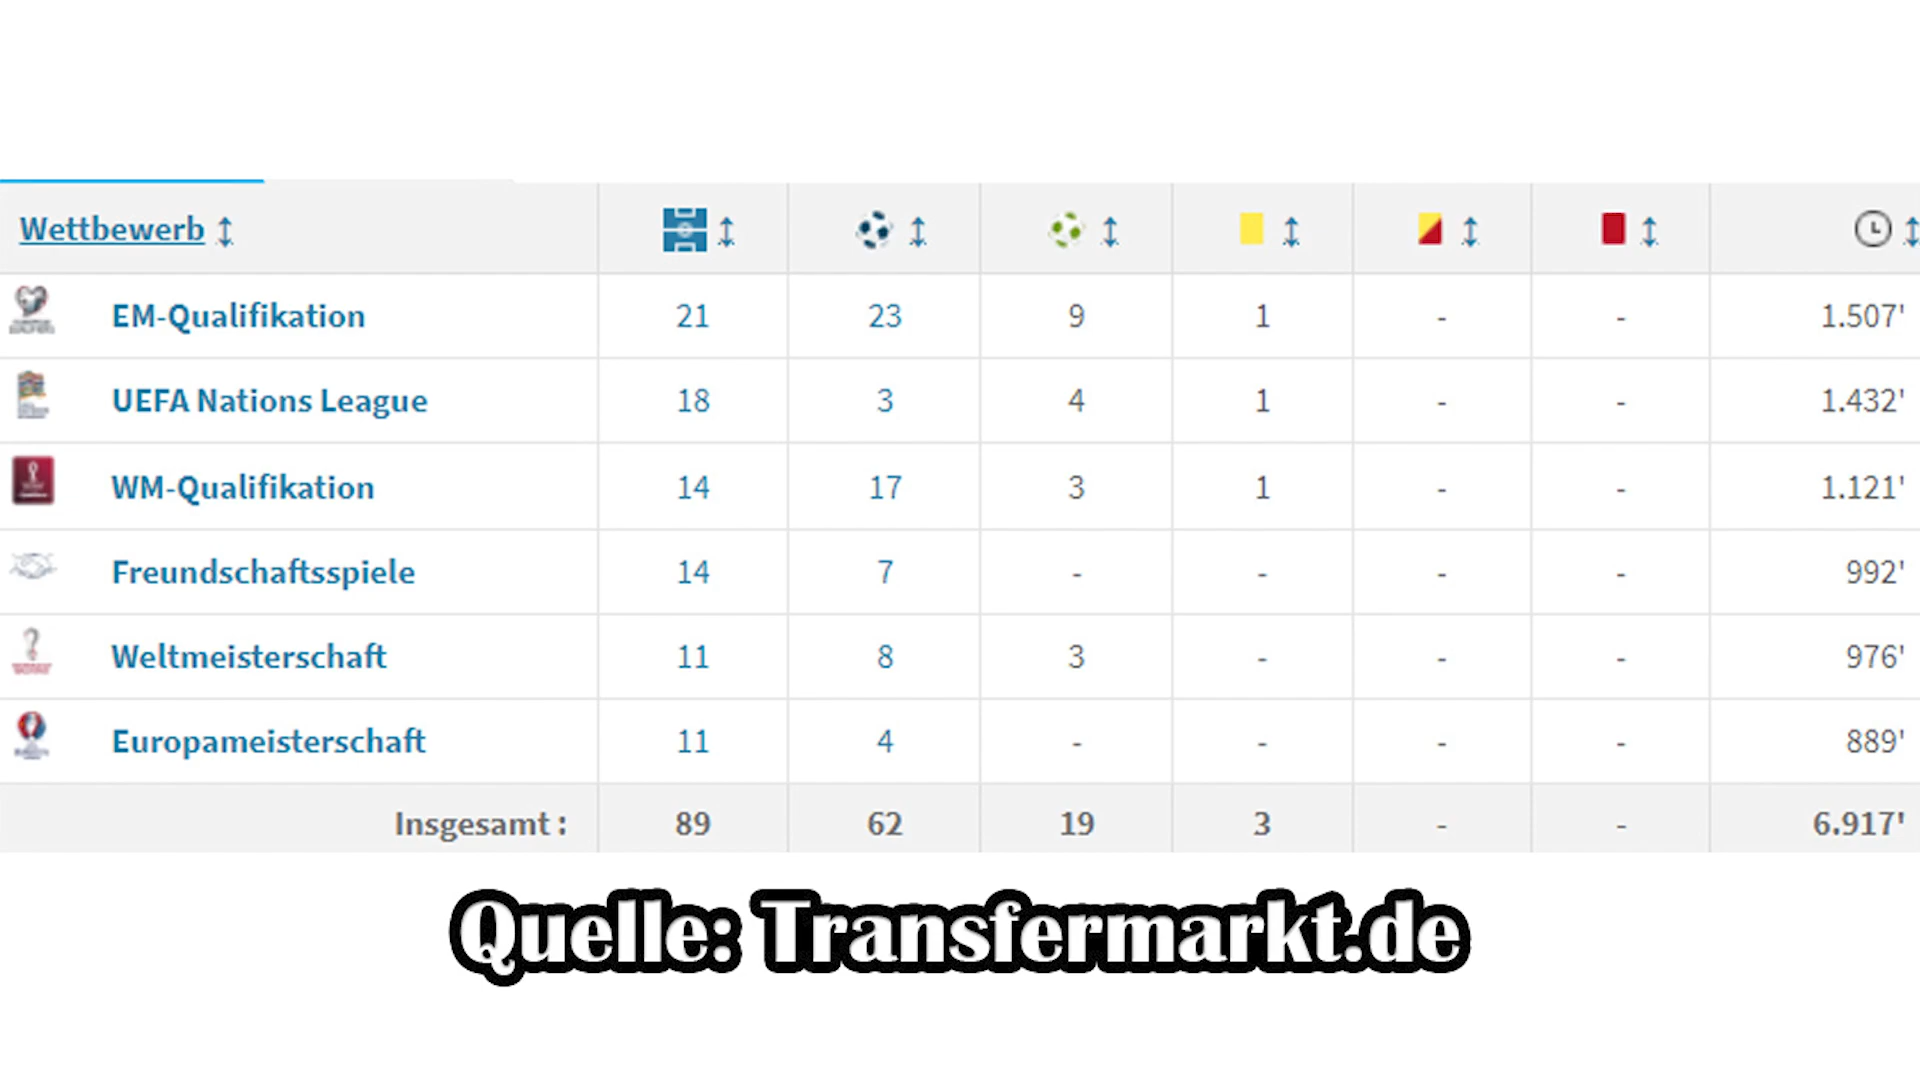 Wettbewerb
EM-Qualifikation 21 23 9 1 - - 1.507'
UEFA Nations League 18 3 4 1 - - 1.432'
WM-Qualifikation 14 17 3 1 - - 1.121'
Freundschaftsspiele 14 7 - - - - 992'
Weltmeisterschaft 11 8 3 - - - 976'
Europameisterschaft 11 4 - - - - 889'
Insgesamt : 89 62 19 3 - - 6.917'
Quelle: Transfermarkt.de